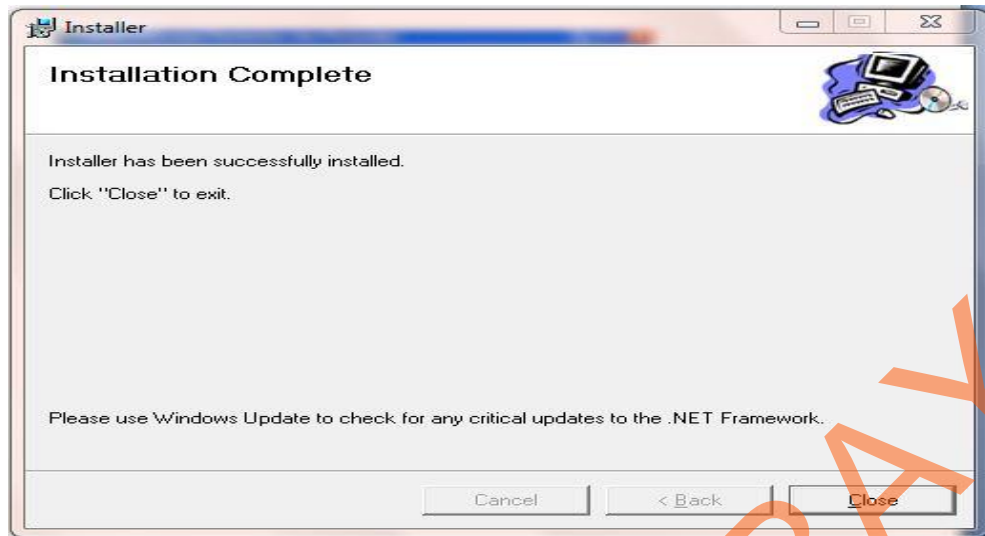 Installer
Installation Complete
Installer has been successfully installed.
Click "Close" to exit.
Please use Windows Update to check for any critical updates to the .NET Framework.
Cancel
< Back
Close
PAY